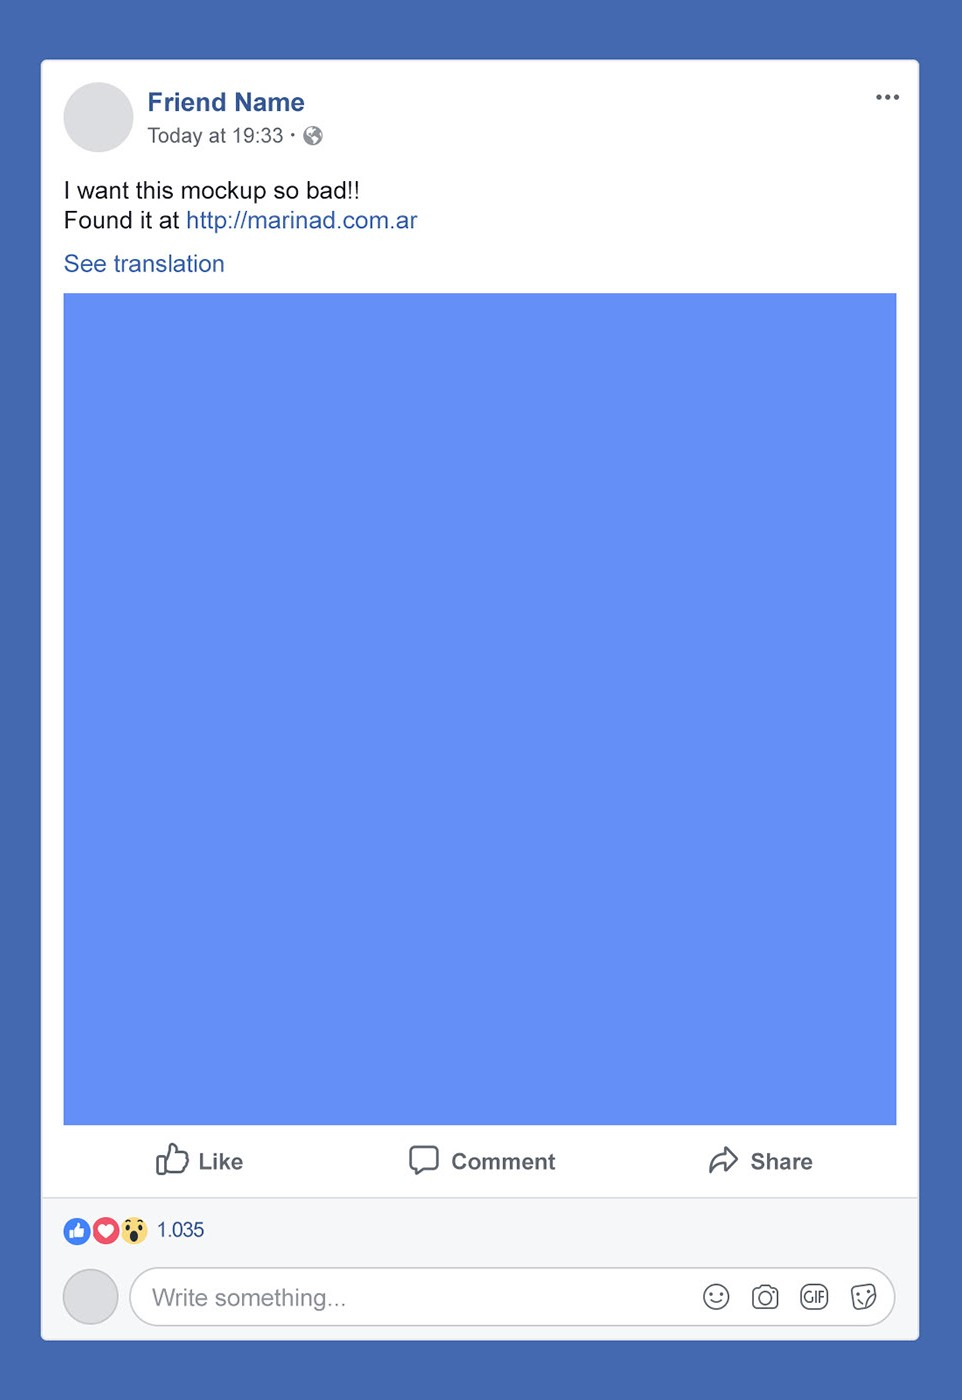 Friend Name
Today at 19:33 ·
I want this mockup so bad!!
Found it at http://marinad.com.ar
See translation
Like
Comment
Share
1.035
Write something...
GIF